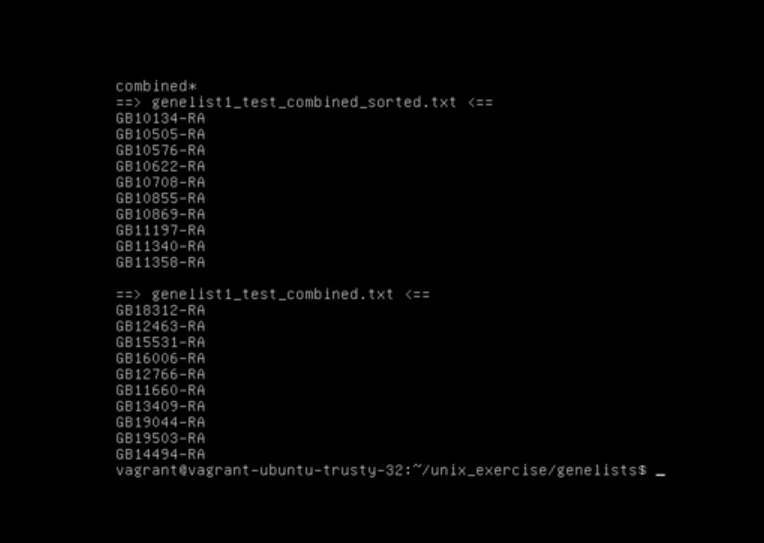 combined*
==> genelist1_test_combined_sorted.txt <==
GB10134-RA
GB10505-RA
GB10576-RA
GB10622-RA
GB10708-RA
GB10855-RA
GB10869-RA
GB11197-RA
GB11340-RA
GB11358-RA

==> genelist1_test_combined.txt <==
GB18312-RA
GB12463-RA
GB15531-RA
GB16006-RA
GB12766-RA
GB11660-RA
GB13409-RA
GB19044-RA
GB19503-RA
GB14494-RA
vagrant@vagrant-ubuntu-trusty-32:~/unix_exercise/genelists$ _